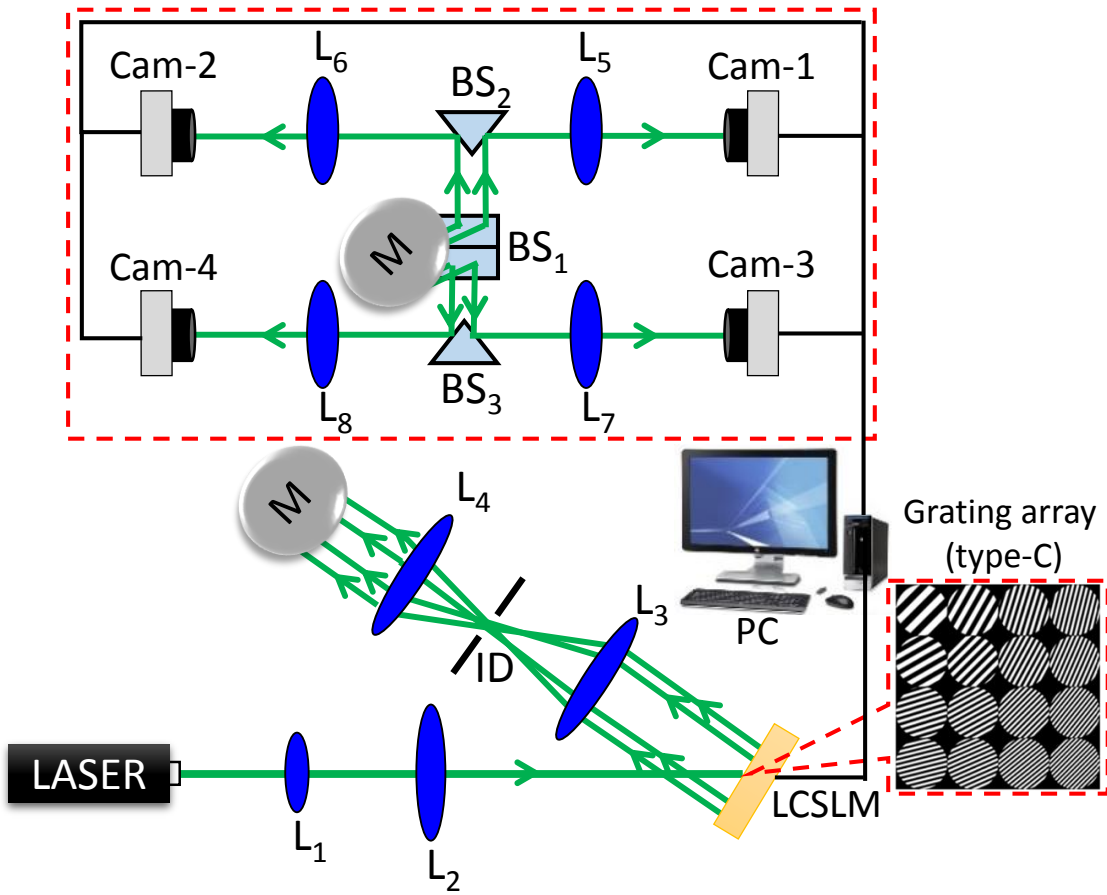 L₆
L₅
Cam-2
BS₂
Cam-1
M
BS₁
Cam-4
Cam-3
BS₃
L₈
L₇
M
L₄
Grating array
(type-C)
L₃
PC
ID
LASER
LCSLM
L₁
L₂